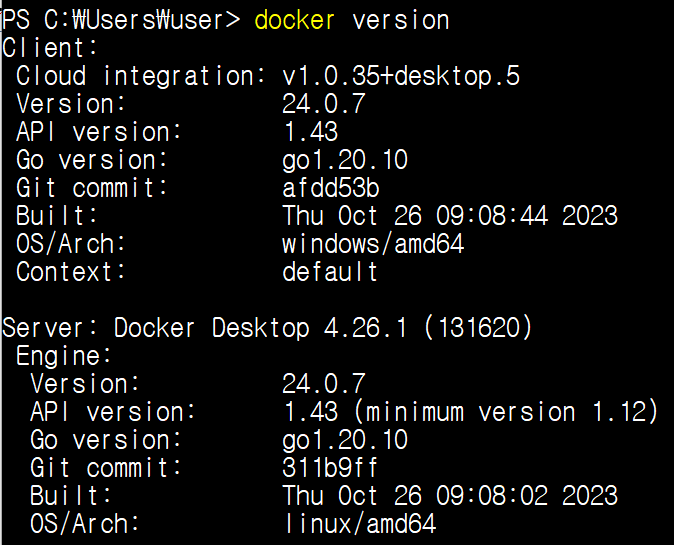 PS C:₩Users₩user> docker version
Client:
 Cloud integration: v1.0.35+desktop.5
 Version:           24.0.7
 API version:       1.43
 Go version:        go1.20.10
 Git commit:        afdd53b
 Built:             Thu Oct 26 09:08:44 2023
 OS/Arch:           windows/amd64
 Context:           default

Server: Docker Desktop 4.26.1 (131620)
 Engine:
  Version:          24.0.7
  API version:      1.43 (minimum version 1.12)
  Go version:       go1.20.10
  Git commit:       311b9ff
  Built:            Thu Oct 26 09:08:02 2023
  OS/Arch:          linux/amd64